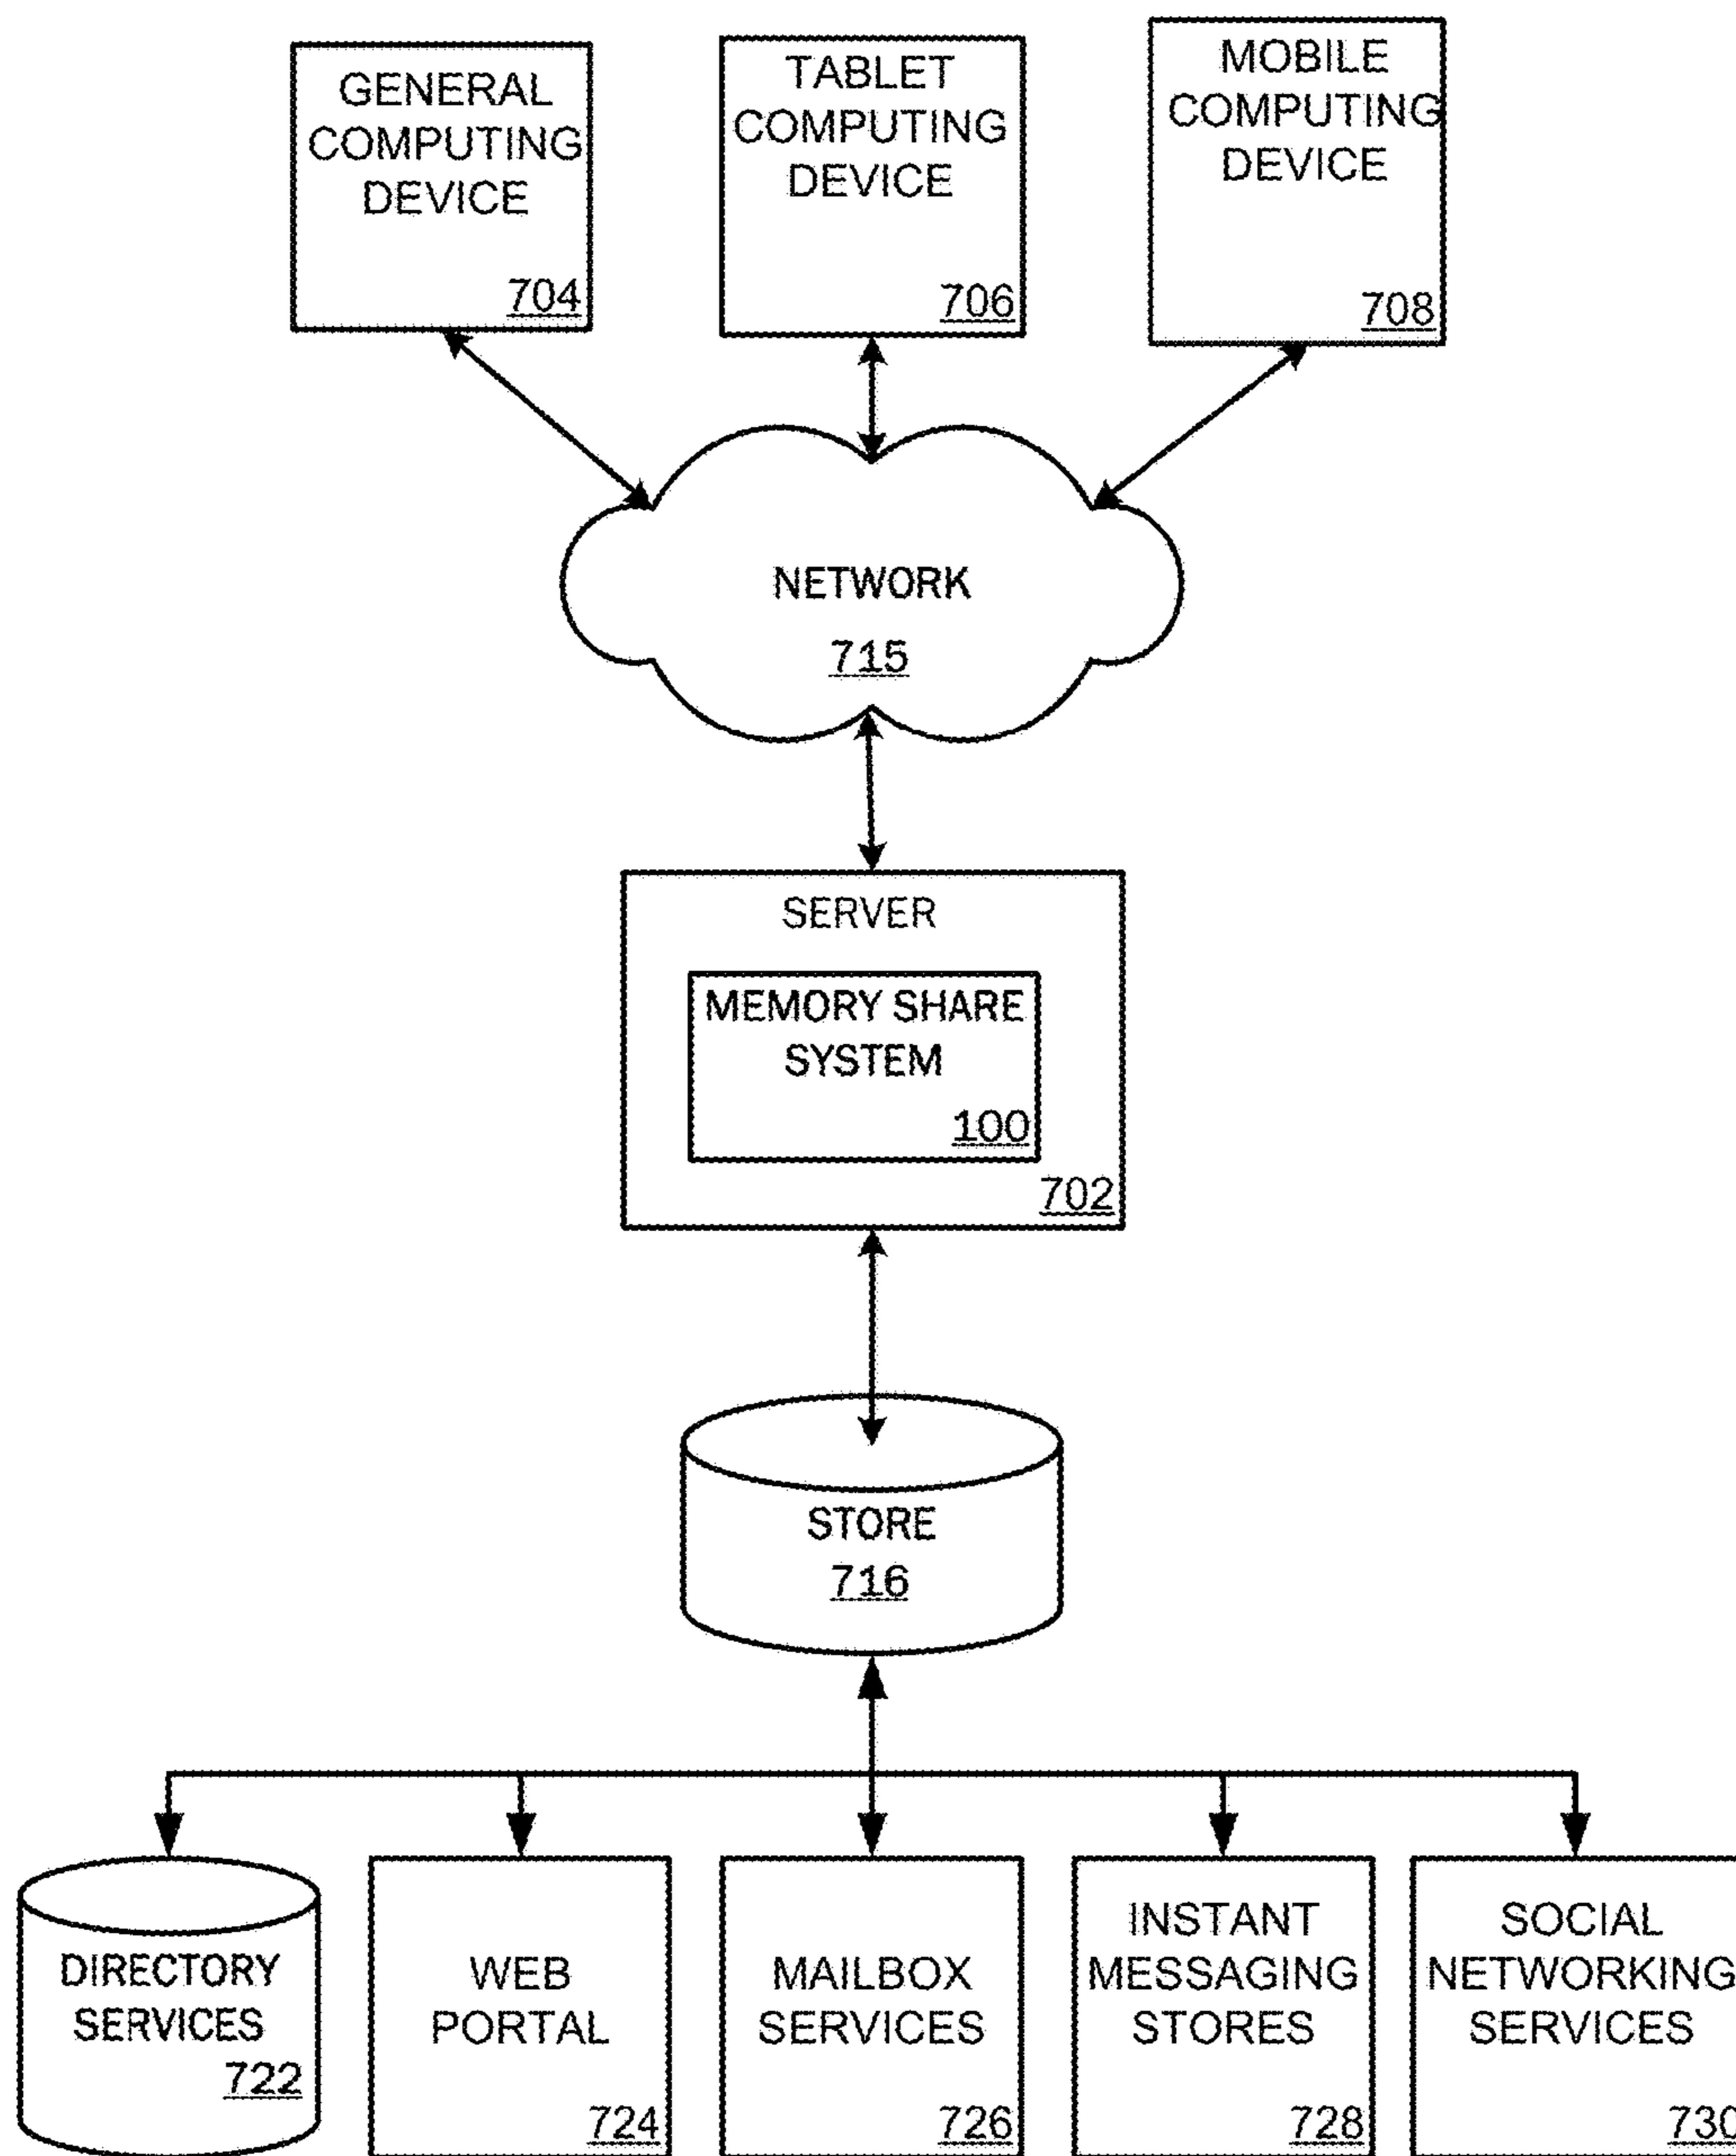 GENERAL
COMPUTING
DEVICE
704
TABLET
COMPUTING
DEVICE
706
MOBILE
COMPUTING
DEVICE
708
NETWORK
715
SERVER
MEMORY SHARE
SYSTEM
100
702
STORE
716
DIRECTORY
SERVICES
722
WEB
PORTAL
724
MAILBOX
SERVICES
726
INSTANT
MESSAGING
STORES
728
SOCIAL
NETWORKING
SERVICES
730